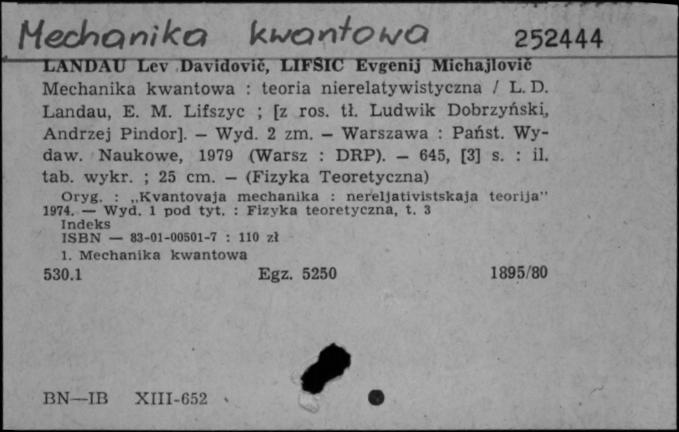 Mechanika kwantowa 252444
LANDAU Lev Davidovič, LIFŠIC Evgenij Michajlovič
Mechanika kwantowa : teoria nierelatywistyczna / L. D.
Landau, E. M. Lifszyc ; [z ros. tł. Ludwik Dobrzyński,
Andrzej Pindor]. — Wyd. 2 zm. — Warszawa : Państ. Wy-
daw. Naukowe, 1979 (Warsz : DRP). — 645, [3] s. : il.
tab. wykr. ; 25 cm. — (Fizyka Teoretyczna)
Oryg. : „Kvantovaja mechanika : nereljativistskaja teorija"
1974. — Wyd. 1 pod tyt. : Fizyka teoretyczna, t. 3
Indeks
ISBN — 83-01-00501-7 : 110 zł
1. Mechanika kwantowa
530.1 Egz. 5250 1895/80
BN—IB XIII-652